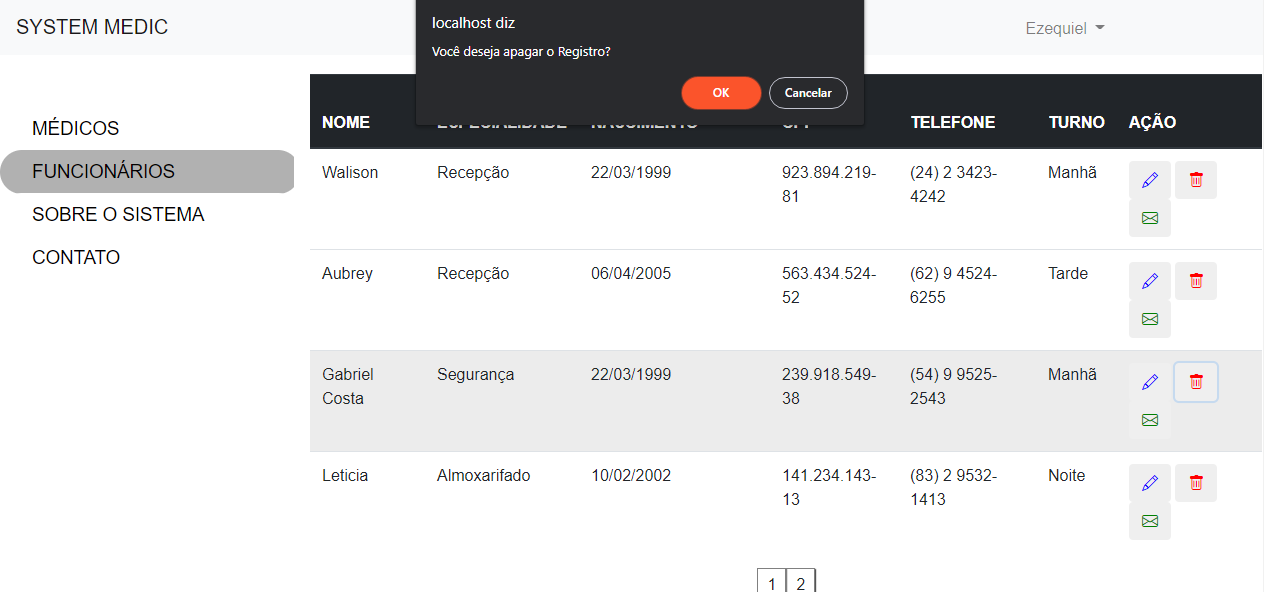 SYSTEM MEDIC
localhost diz
Ezequiel
Você deseja apagar o Registro?
OK Cancelar
MÉDICOS
FUNCIONÁRIOS
SOBRE O SISTEMA
CONTATO
NOME ESPECIALIDADE NASCIMENTO CPF TELEFONE TURNO AÇÃO
Walison Recepção 22/03/1999 923.894.219- (24) 2 3423- Manhã
81 4242
Aubrey Recepção 06/04/2005 563.434.524- (62) 9 4524- Tarde
52 6255
Gabriel Segurança 22/03/1999 239.918.549- (54) 9 9525- Manhã
Costa 38 2543
Leticia Almoxarifado 10/02/2002 141.234.143- (83) 2 9532- Noite
13 1413
1 2